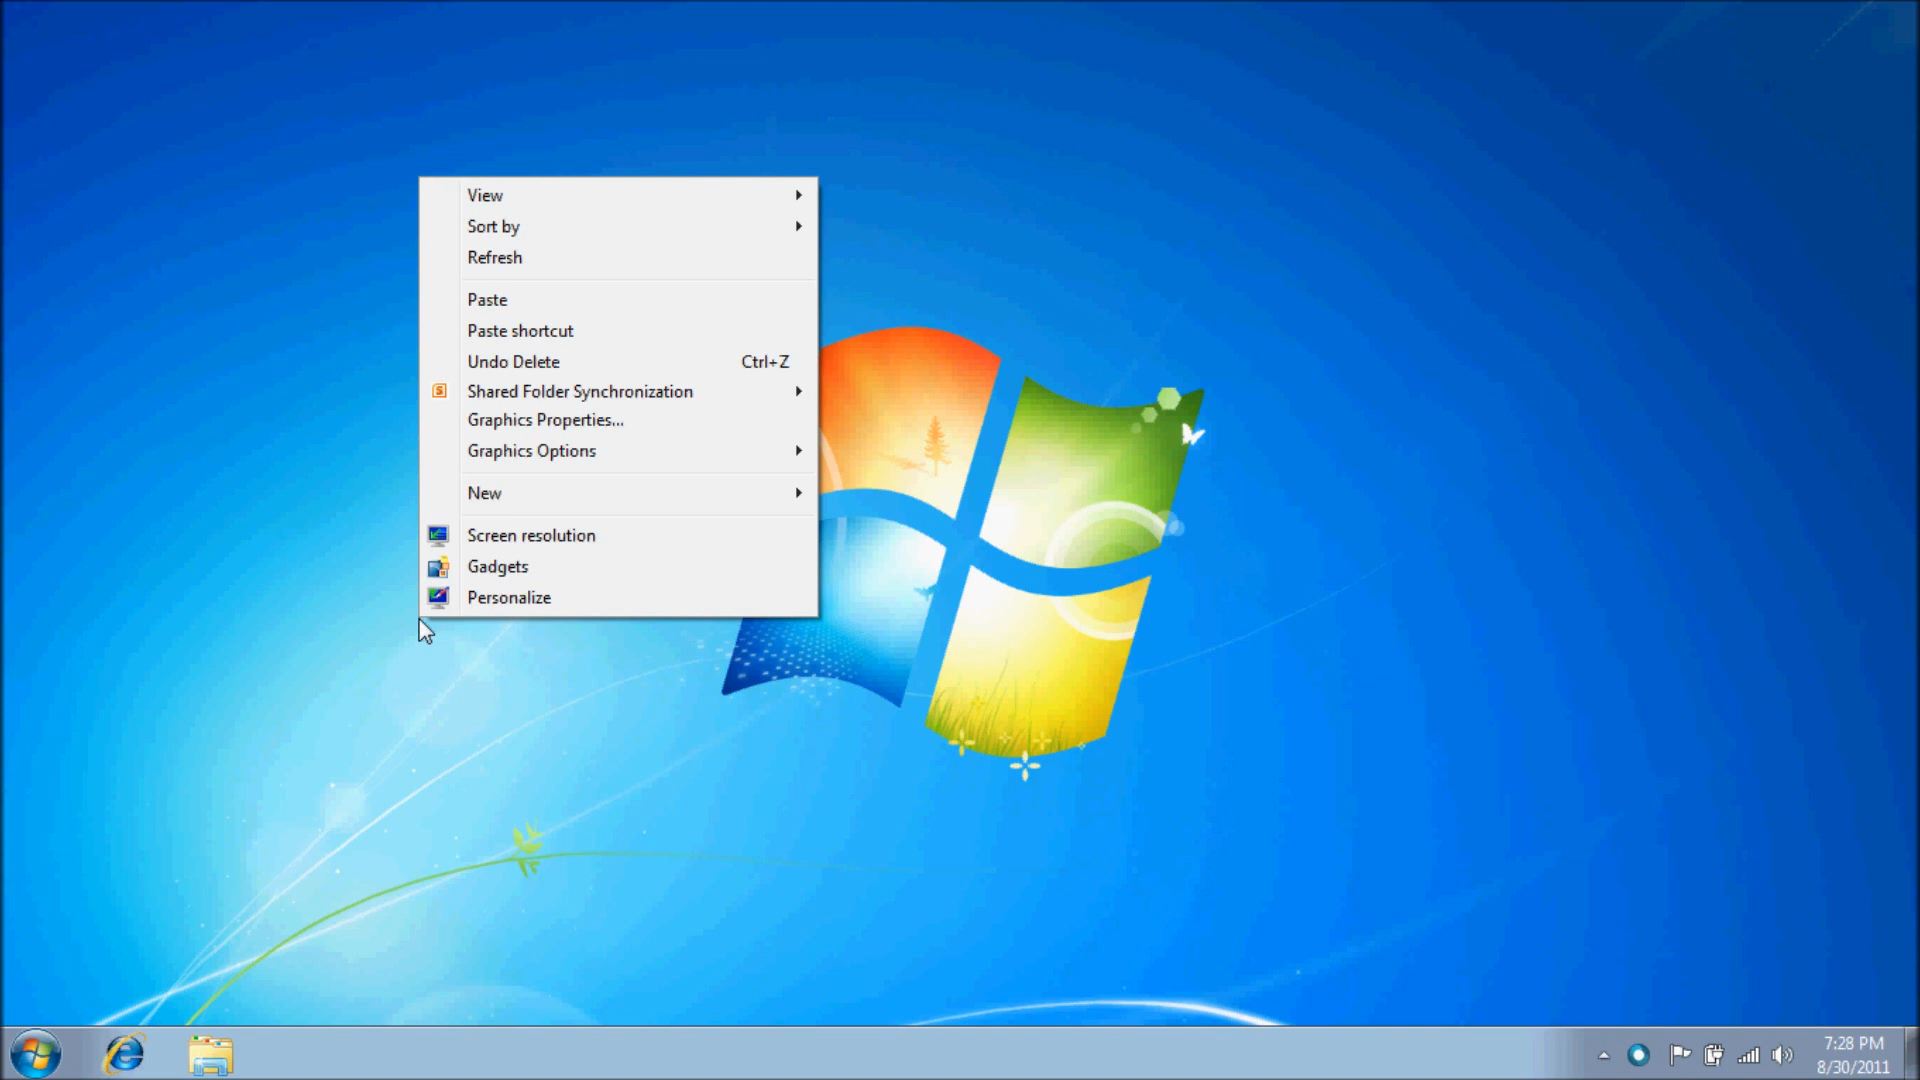 View
Sort by
Refresh
Paste
Paste shortcut
Undo Delete Ctrl+Z
Shared Folder Synchronization
Graphics Properties...
Graphics Options
New
Screen resolution
Gadgets
Personalize
7:28 PM
8/30/2011